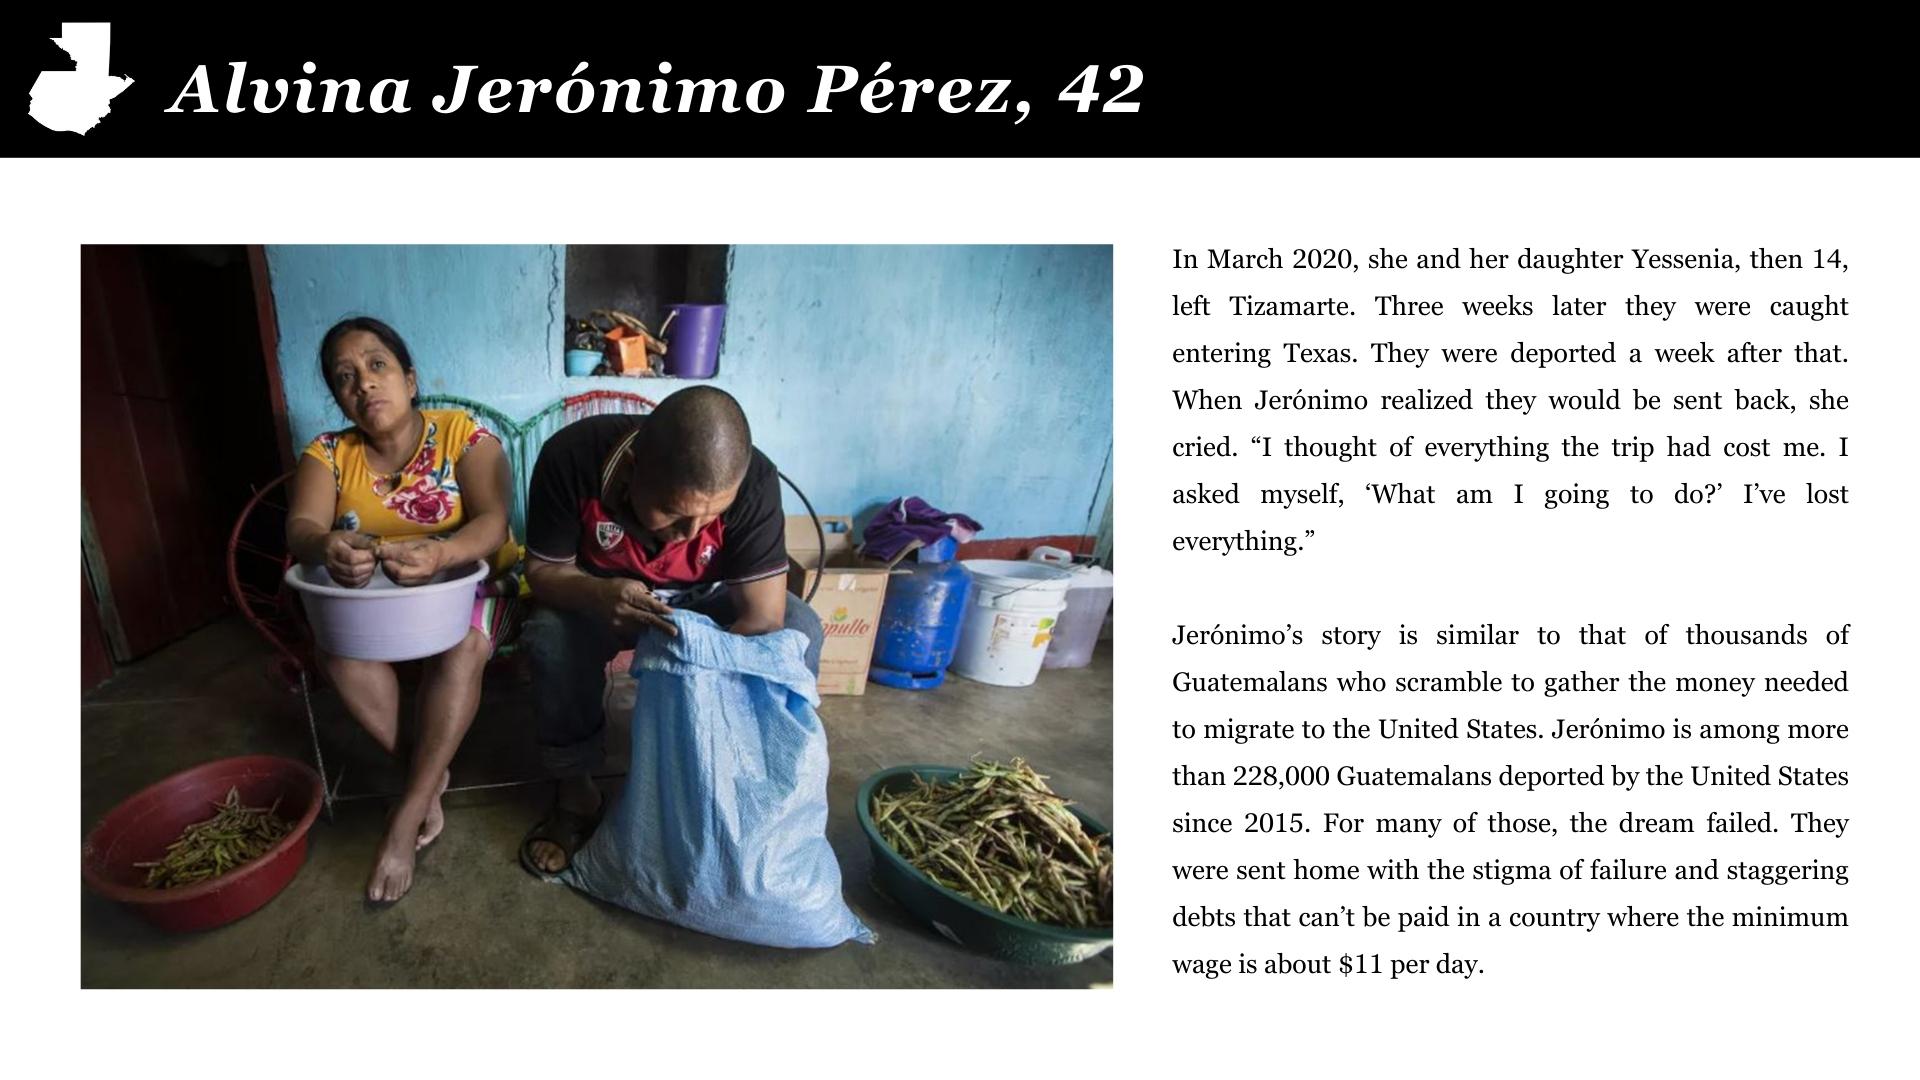 Alvina Jerónimo Pérez, 42
In March 2020, she and her daughter Yessenia, then 14,
left Tizamarte. Three weeks later they were caught
entering Texas. They were deported a week after that.
When Jerónimo realized they would be sent back, she
cried. “I thought of everything the trip had cost me. I
asked myself, ‘What am I going to do?’ I’ve lost
everything.”
Jerónimo’s story is similar to that of thousands of
Guatemalans who scramble to gather the money needed
to migrate to the United States. Jerónimo is among more
than 228,000 Guatemalans deported by the United States
since 2015. For many of those, the dream failed. They
were sent home with the stigma of failure and staggering
debts that can’t be paid in a country where the minimum
wage is about $11 per day.